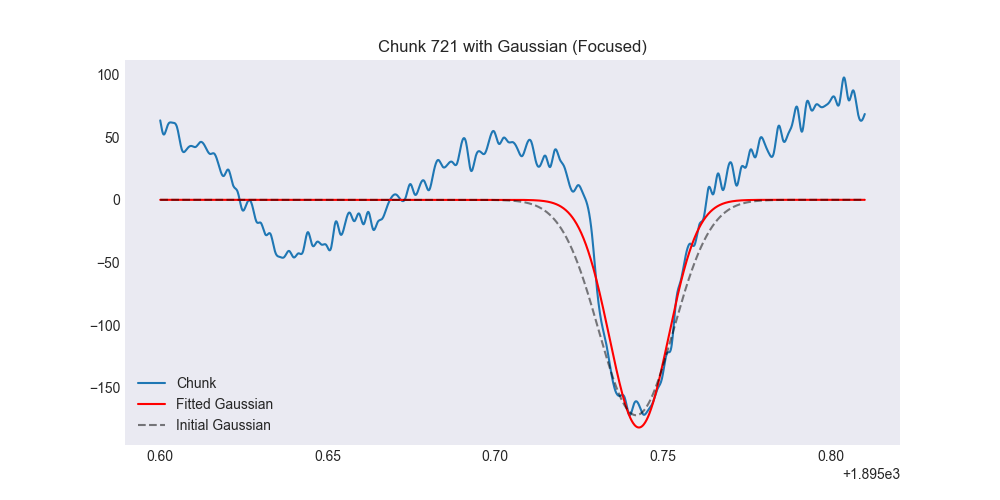 Chunk 721 with Gaussian (Focused)
100
50
0
−50
−100
−150
Chunk
Fitted Gaussian
Initial Gaussian
0.60 0.65 0.70 0.75 0.80
+1.895e3